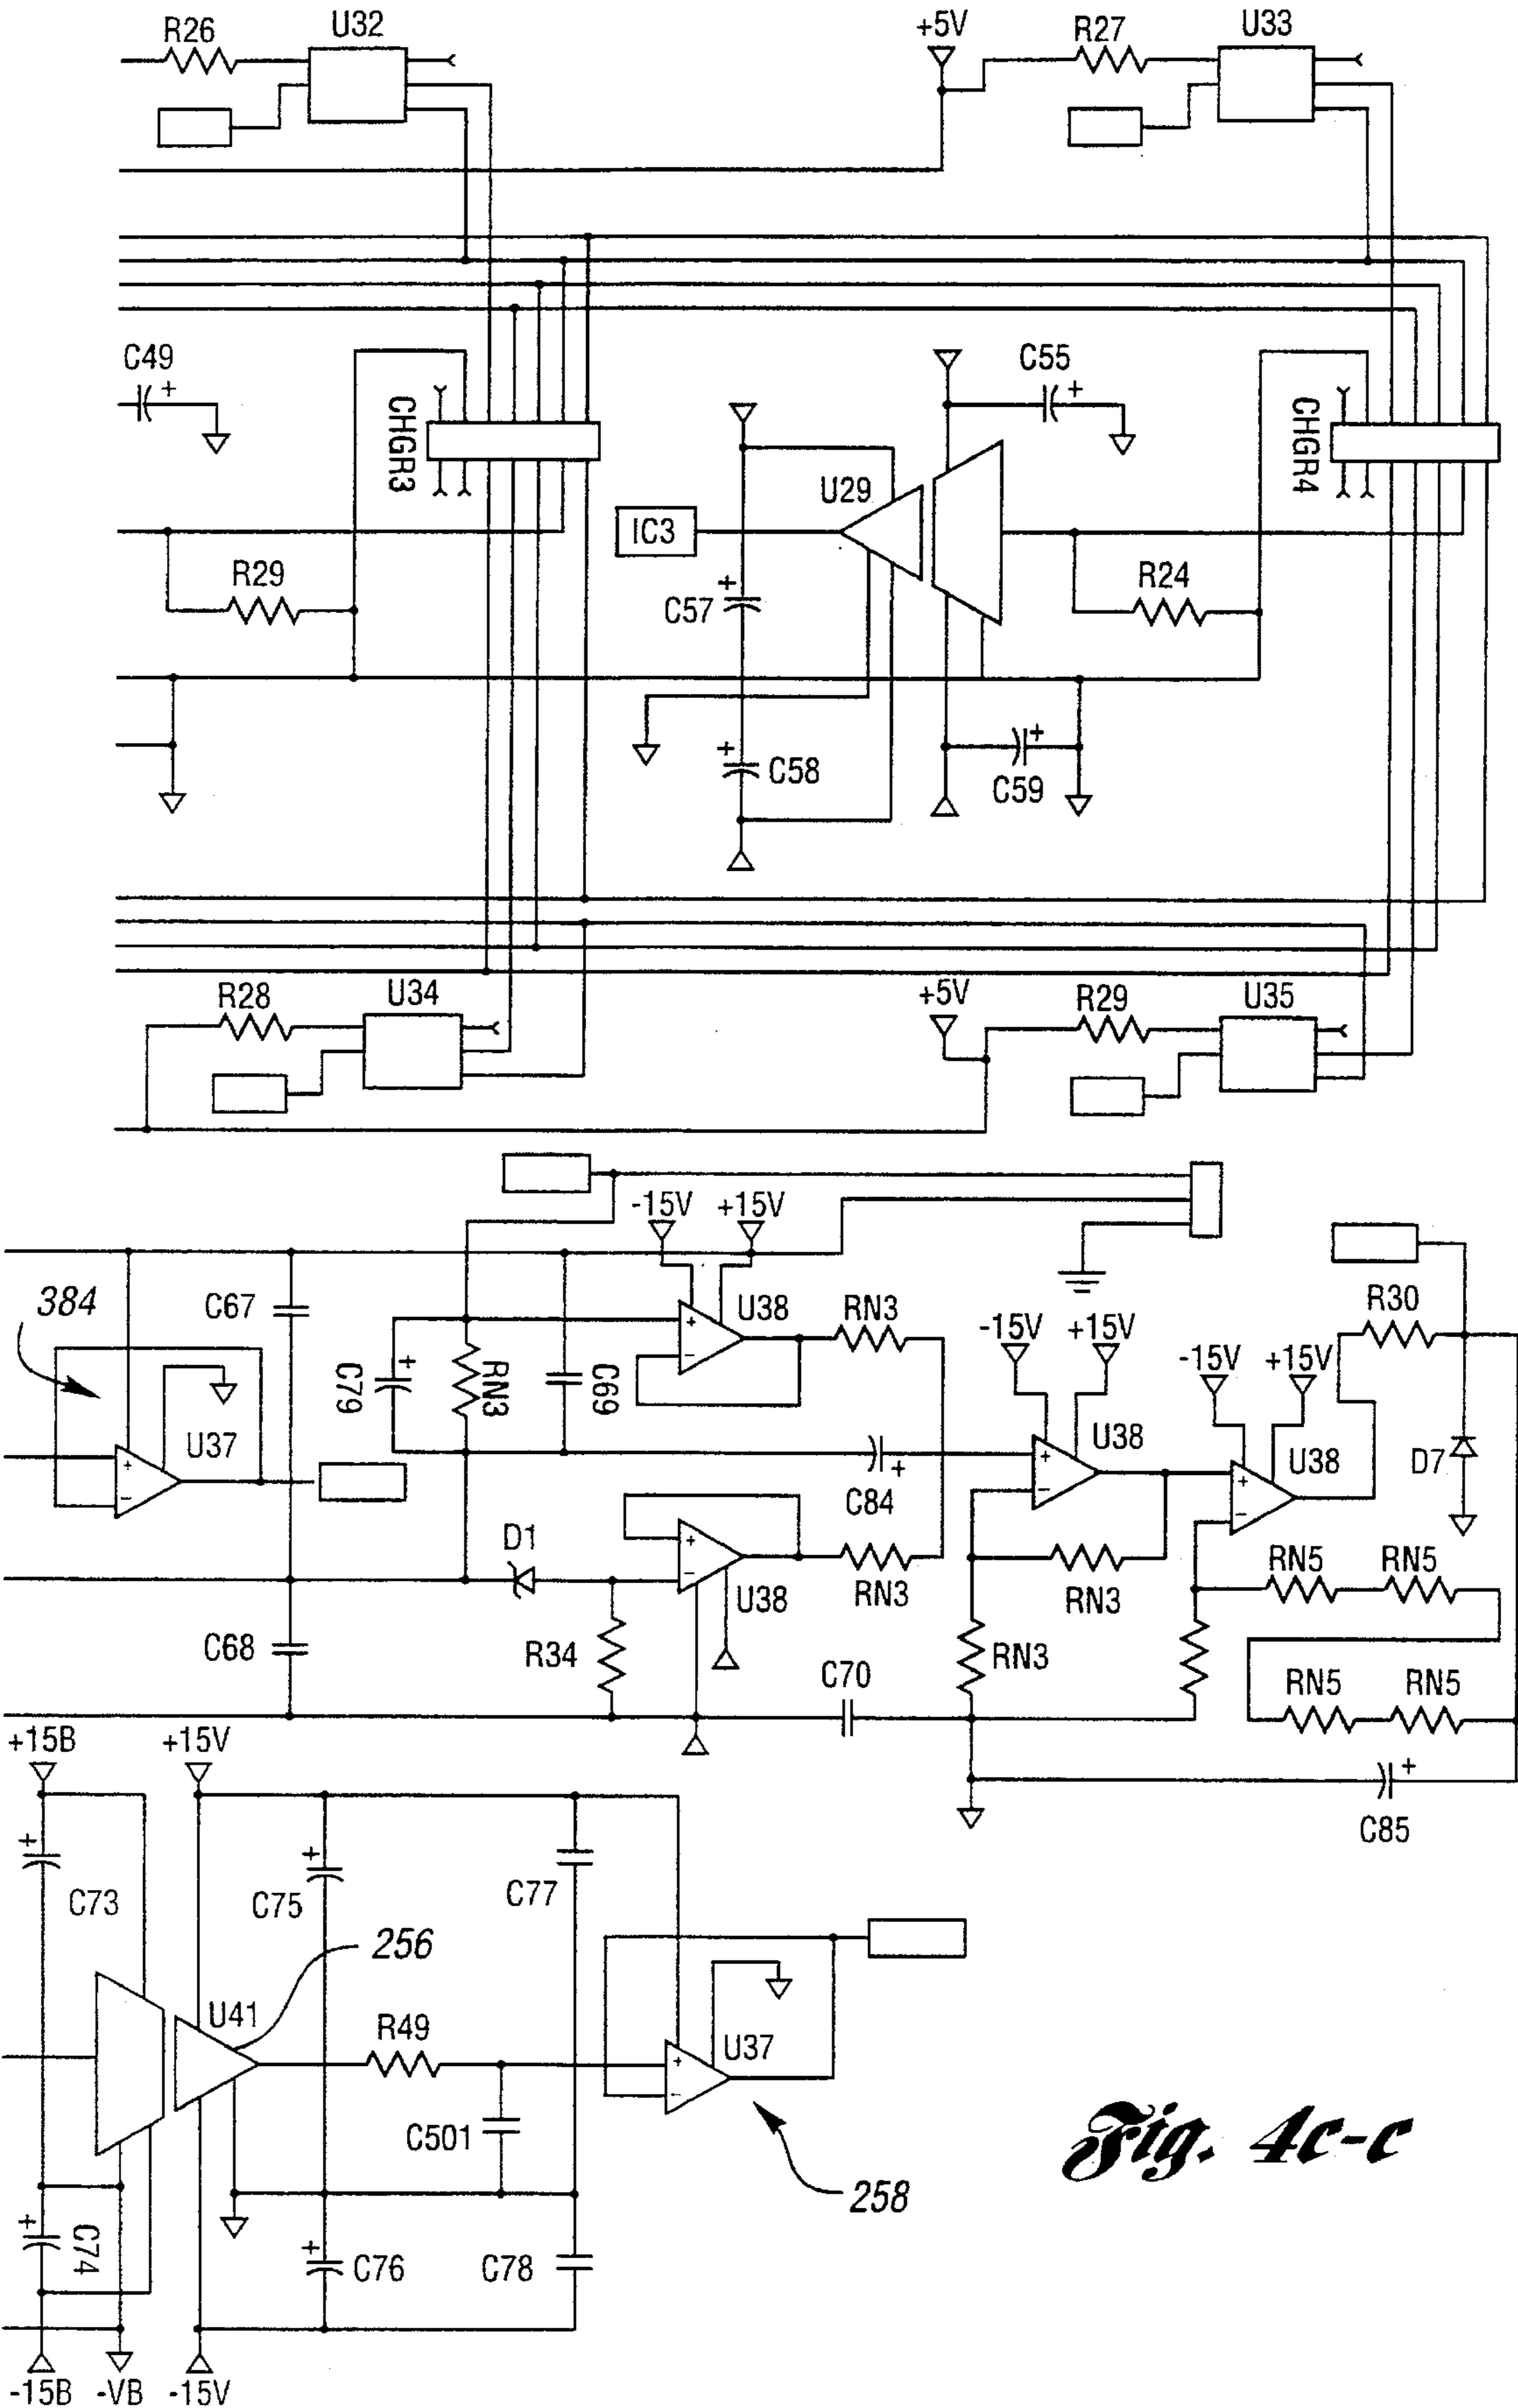 R26 U32 +5V R27 U33
C49 C55
CHGR3 CHGR4
U29
IC3
R29 R24
C57
C58 C59
R28 U34 +5V R29 U35
-15V +15V
384 C67 U38 RN3 R30
-15V +15V
-15V +15V
C79 + RN3 C69
U37 U38 U38 D7
+ -
C84
D1 RN5 RN5
RN3 RN3
U38
C68 R34 RN3
C70 RN5 RN5
+15B +15V
C85
C73 C75 C77
256
U41 R49 U37
C501
258
C74 C76 C78
-15B -VB -15V
Fig. 4c-c